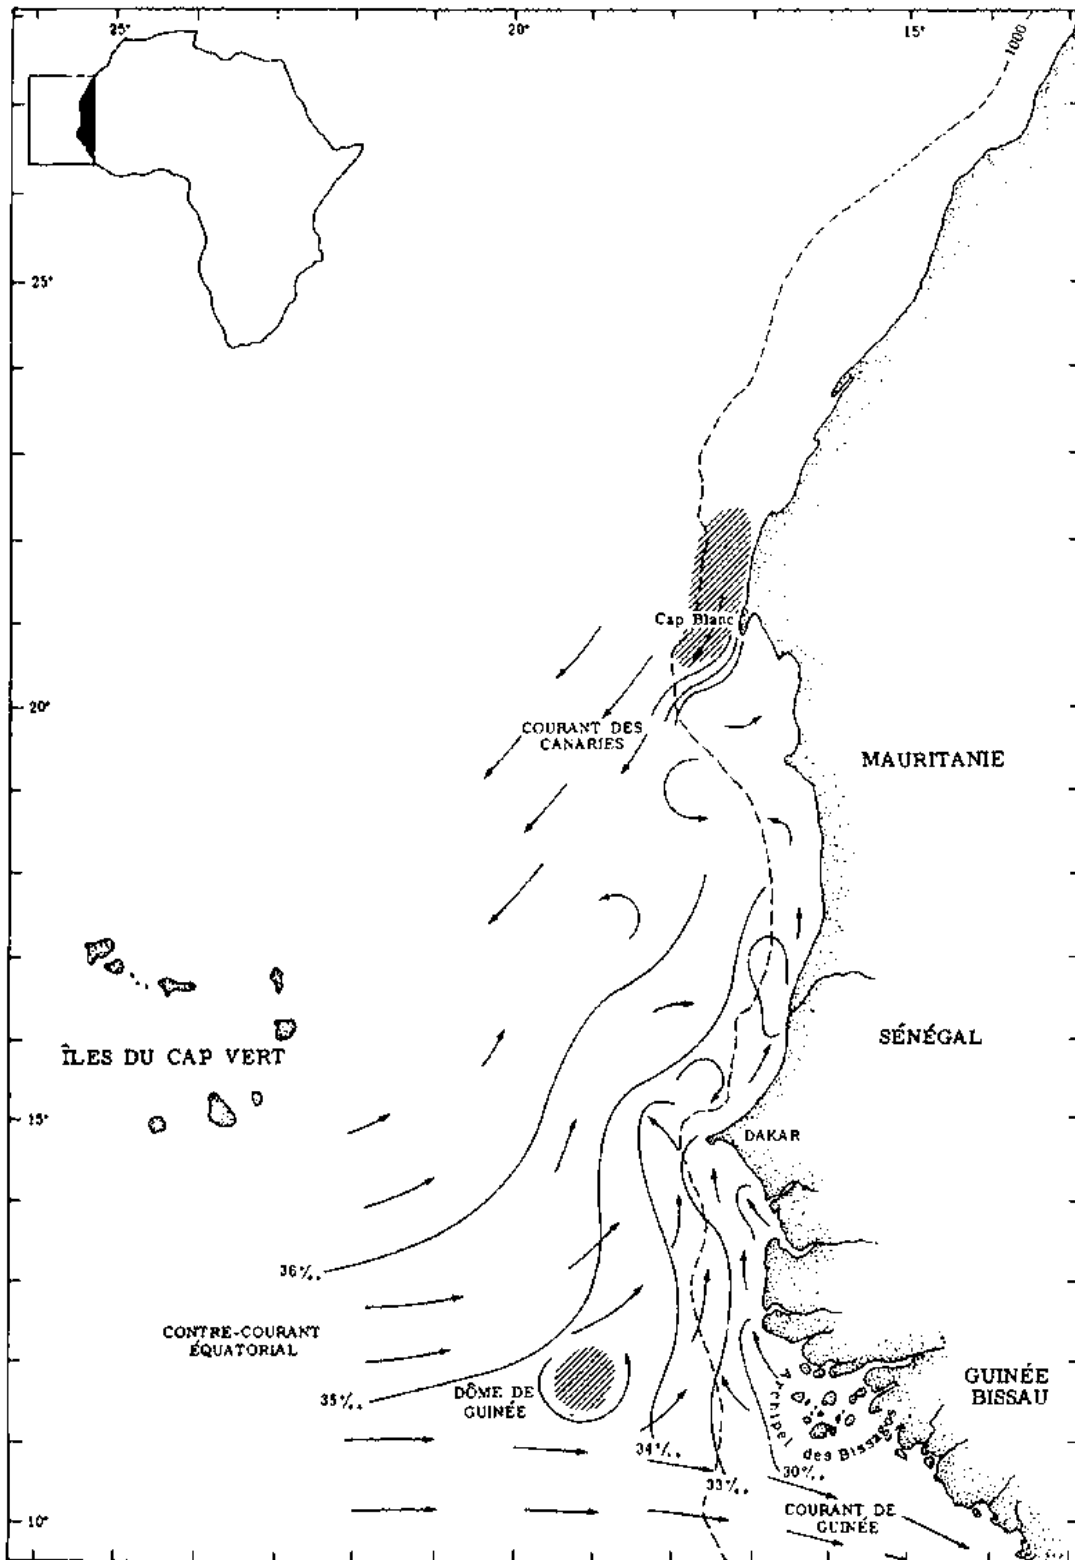 25°
20°
15°
1000
25°
Cap Blanc
20°
COURANT DES
CANARIES
MAURITANIE
ÎLES DU CAP VERT
SÉNÉGAL
15°
DAKAR
36‰
CONTRE-COURANT
ÉQUATORIAL
35‰
DÔME DE
GUINÉE
GUINÉE
BISSAU
Archipel des Bissagos
34‰
33‰
30‰
COURANT DE
GUINÉE
10°